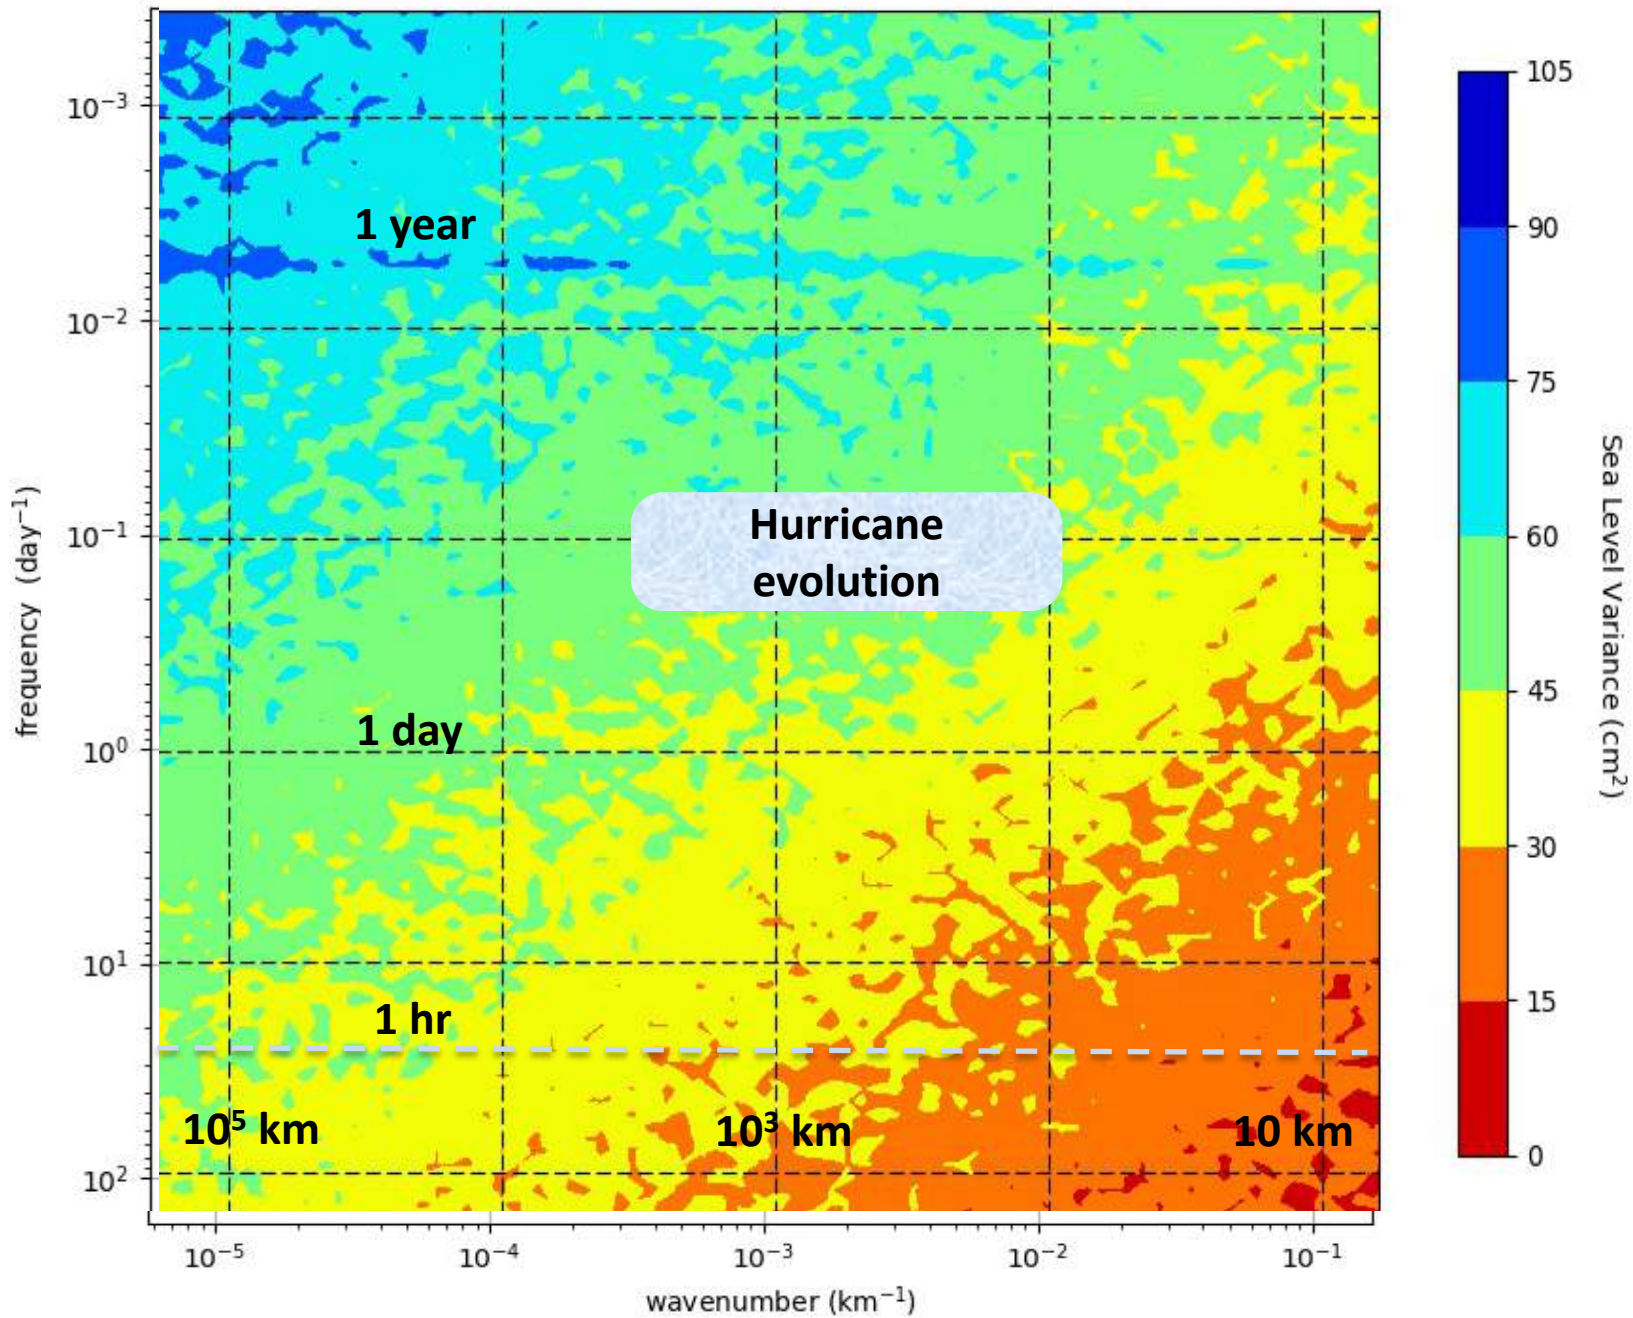 10⁻³
10⁻²
10⁻¹
10⁰
10¹
10²
frequency (day⁻¹)
1 year
Hurricane
evolution
1 day
1 hr
10⁵ km
10³ km
10 km
10⁻⁵
10⁻⁴
10⁻³
10⁻²
10⁻¹
wavenumber (km⁻¹)
105
90
75
60
45
30
15
0
Sea Level Variance (cm²)